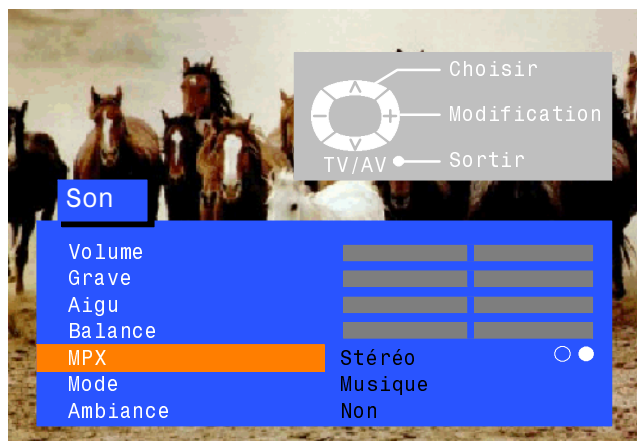 Choisir
Modification
TV/AV Sortir
Son
Volume
Grave
Aigu
Balance
MPX Stéréo
Mode Musique
Ambiance Non